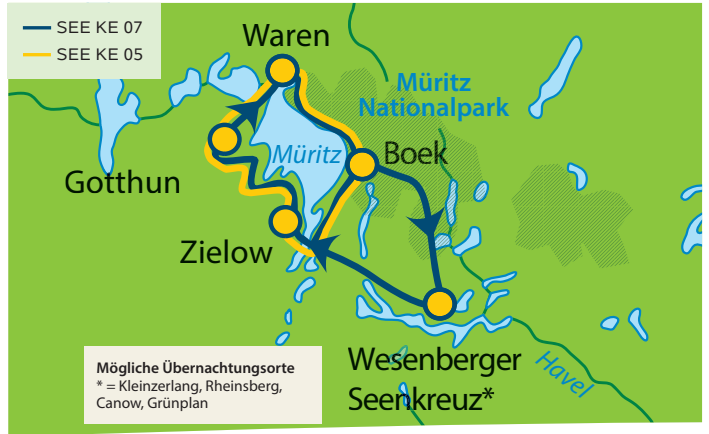 SEE KE 07
SEE KE 05
Waren
Müritz
Nationalpark
Müritz
Boek
Gotthun
Zielow
Wesenberger
Seenkreuz*
Havel
Mögliche Übernachtungsorte
* = Kleinzerlang, Rheinsberg,
Canow, Grünplan